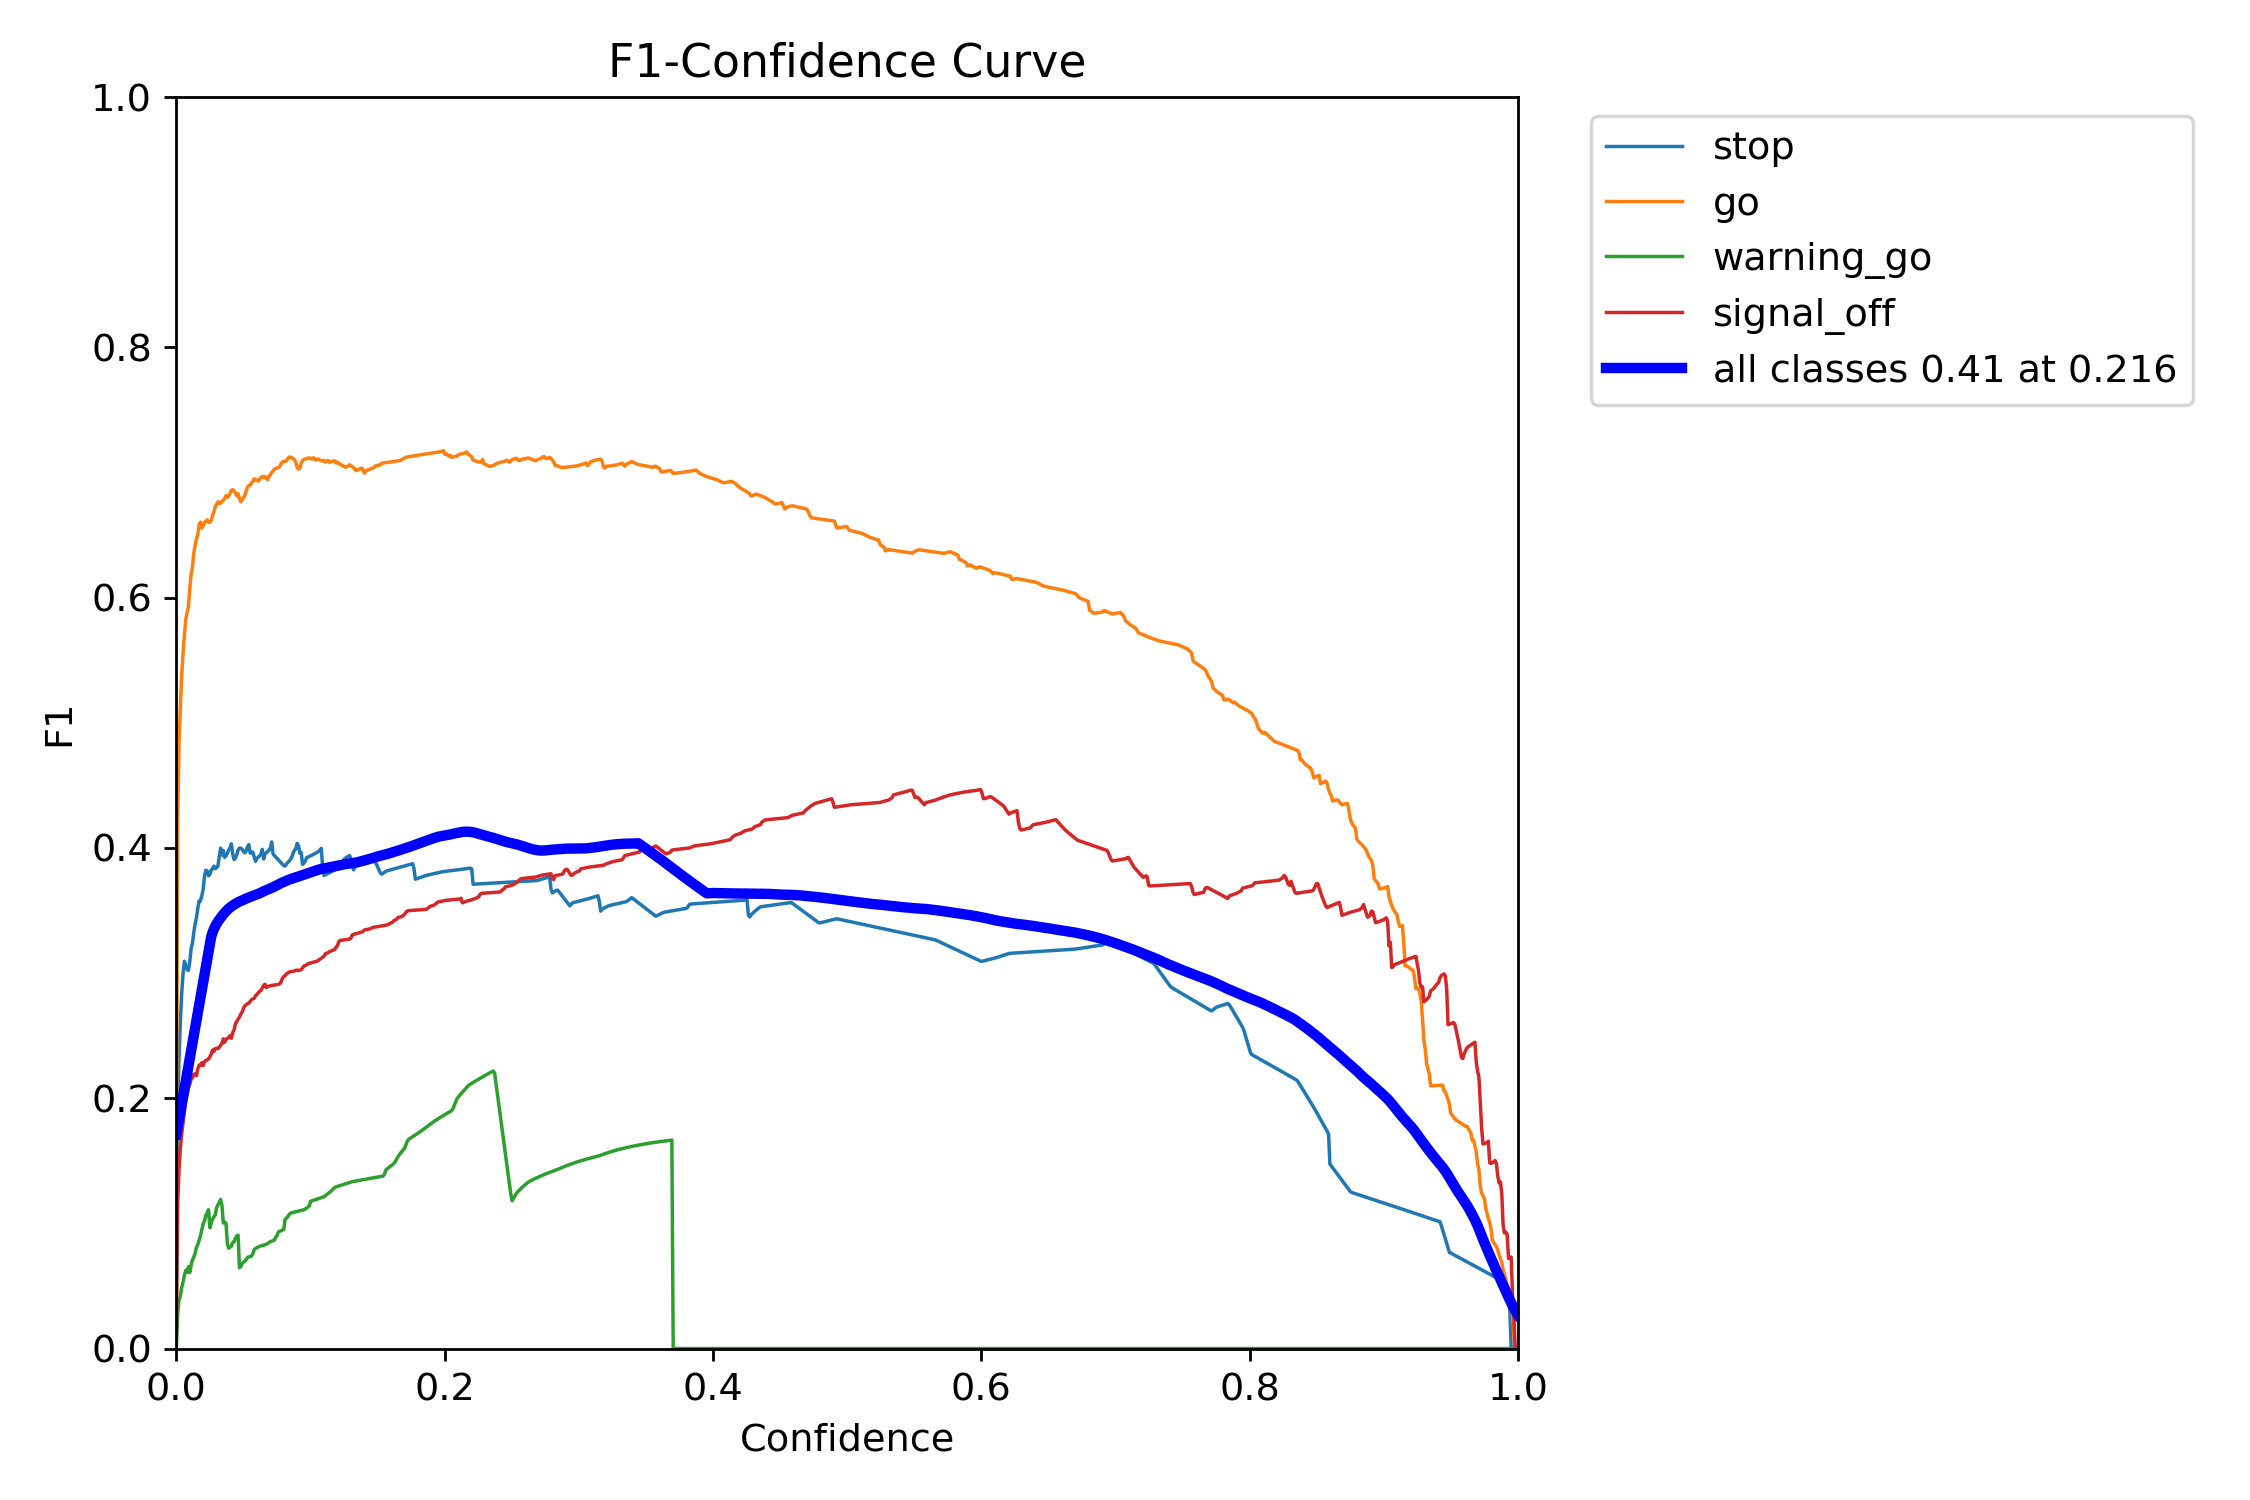 F1-Confidence Curve
1.0
0.8
0.6
0.4
0.2
0.0
F1
0.0 0.2 0.4 0.6 0.8 1.0
Confidence
stop
go
warning_go
signal_off
all classes 0.41 at 0.216